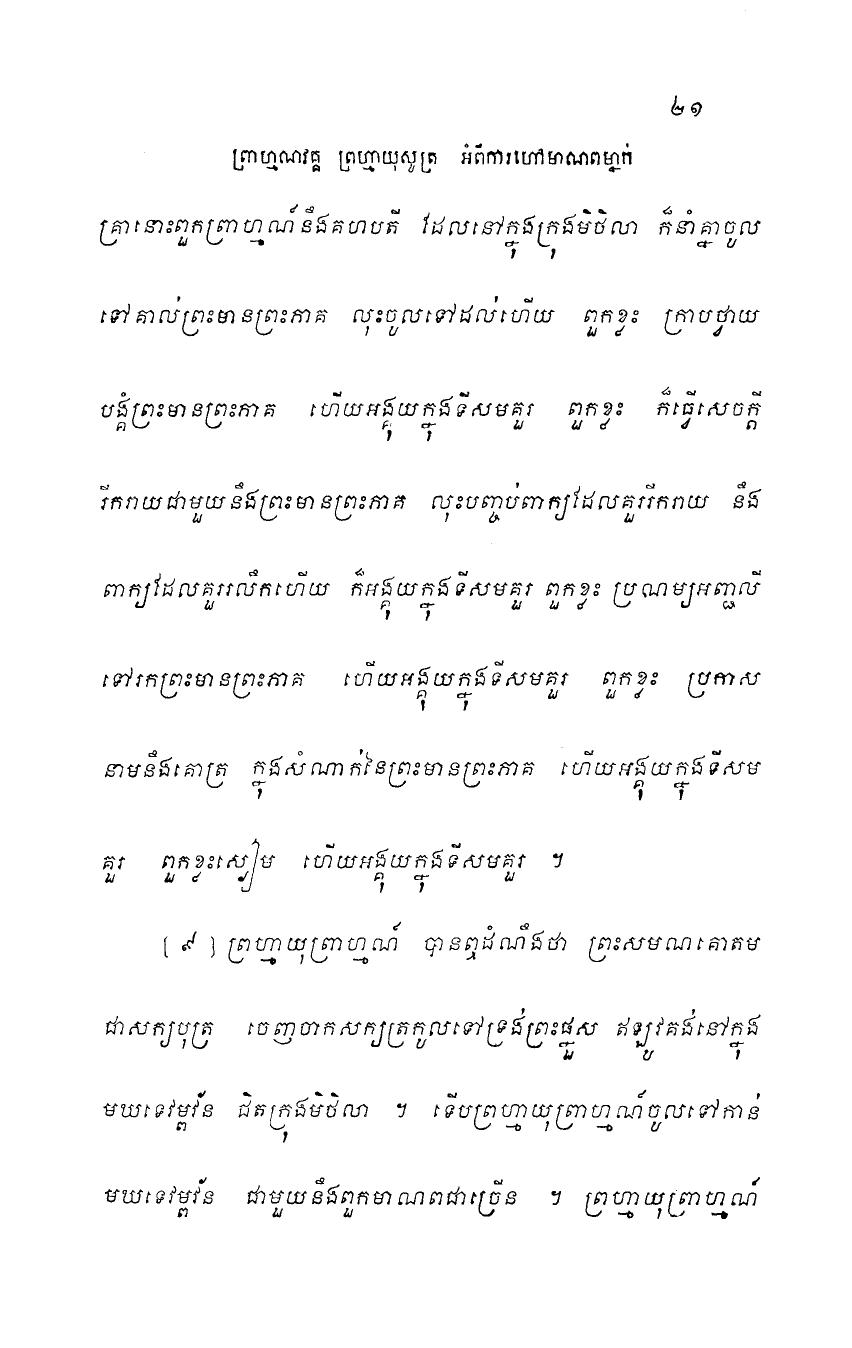 ២១
ព្រាហ្មណវគ្គ ព្រហ្មាយុសូត្រ អំពីការហៅមាណពម្នាក់
គ្រានោះពួកព្រាហ្មណ៍នឹងគហបតី ដែលនៅក្នុងក្រុងមិថិលា ក៏នាំគ្នាចូល
ទៅគាល់ព្រះមានព្រះភាគ លុះចូលទៅដល់ហើយ ពួកខ្លះ ក្រាបថ្វាយ
បង្គំព្រះមានព្រះភាគ ហើយអង្គុយក្នុងទីសមគួរ ពួកខ្លះ ក៏ធ្វើសេចក្តី
រីករាយជាមួយនឹងព្រះមានព្រះភាគ លុះបញ្ចប់ពាក្យដែលគួររីករាយ នឹង
ពាក្យដែលគួររលឹកហើយ ក៏អង្គុយក្នុងទីសមគួរ ពួកខ្លះ ប្រណម្យអញ្ជលី
ទៅរកព្រះមានព្រះភាគ ហើយអង្គុយក្នុងទីសមគួរ ពួកខ្លះ ប្រកាស
នាមនឹងគោត្រ ក្នុងសំណាក់នៃព្រះមានព្រះភាគ ហើយអង្គុយក្នុងទីសម
គួរ ពួកខ្លះស្ងៀម ហើយអង្គុយក្នុងទីសមគួរ ។
[៩] ព្រហ្មាយុព្រាហ្មណ៍ បានឮដំណឹងថា ព្រះសមណគោតម
ជាសក្យបុត្រ ចេញចាកសក្យត្រកូលទៅទ្រង់ព្រះផ្នួស ឥឡូវគង់នៅក្នុង
មឃទេវម្ពវ័ន ជិតក្រុងមិថិលា ។ ទើបព្រហ្មាយុព្រាហ្មណ៍ចូលទៅកាន់
មឃទេវម្ពវ័ន ជាមួយនឹងពួកមាណពជាច្រើន ។ ព្រហ្មាយុព្រាហ្មណ៍